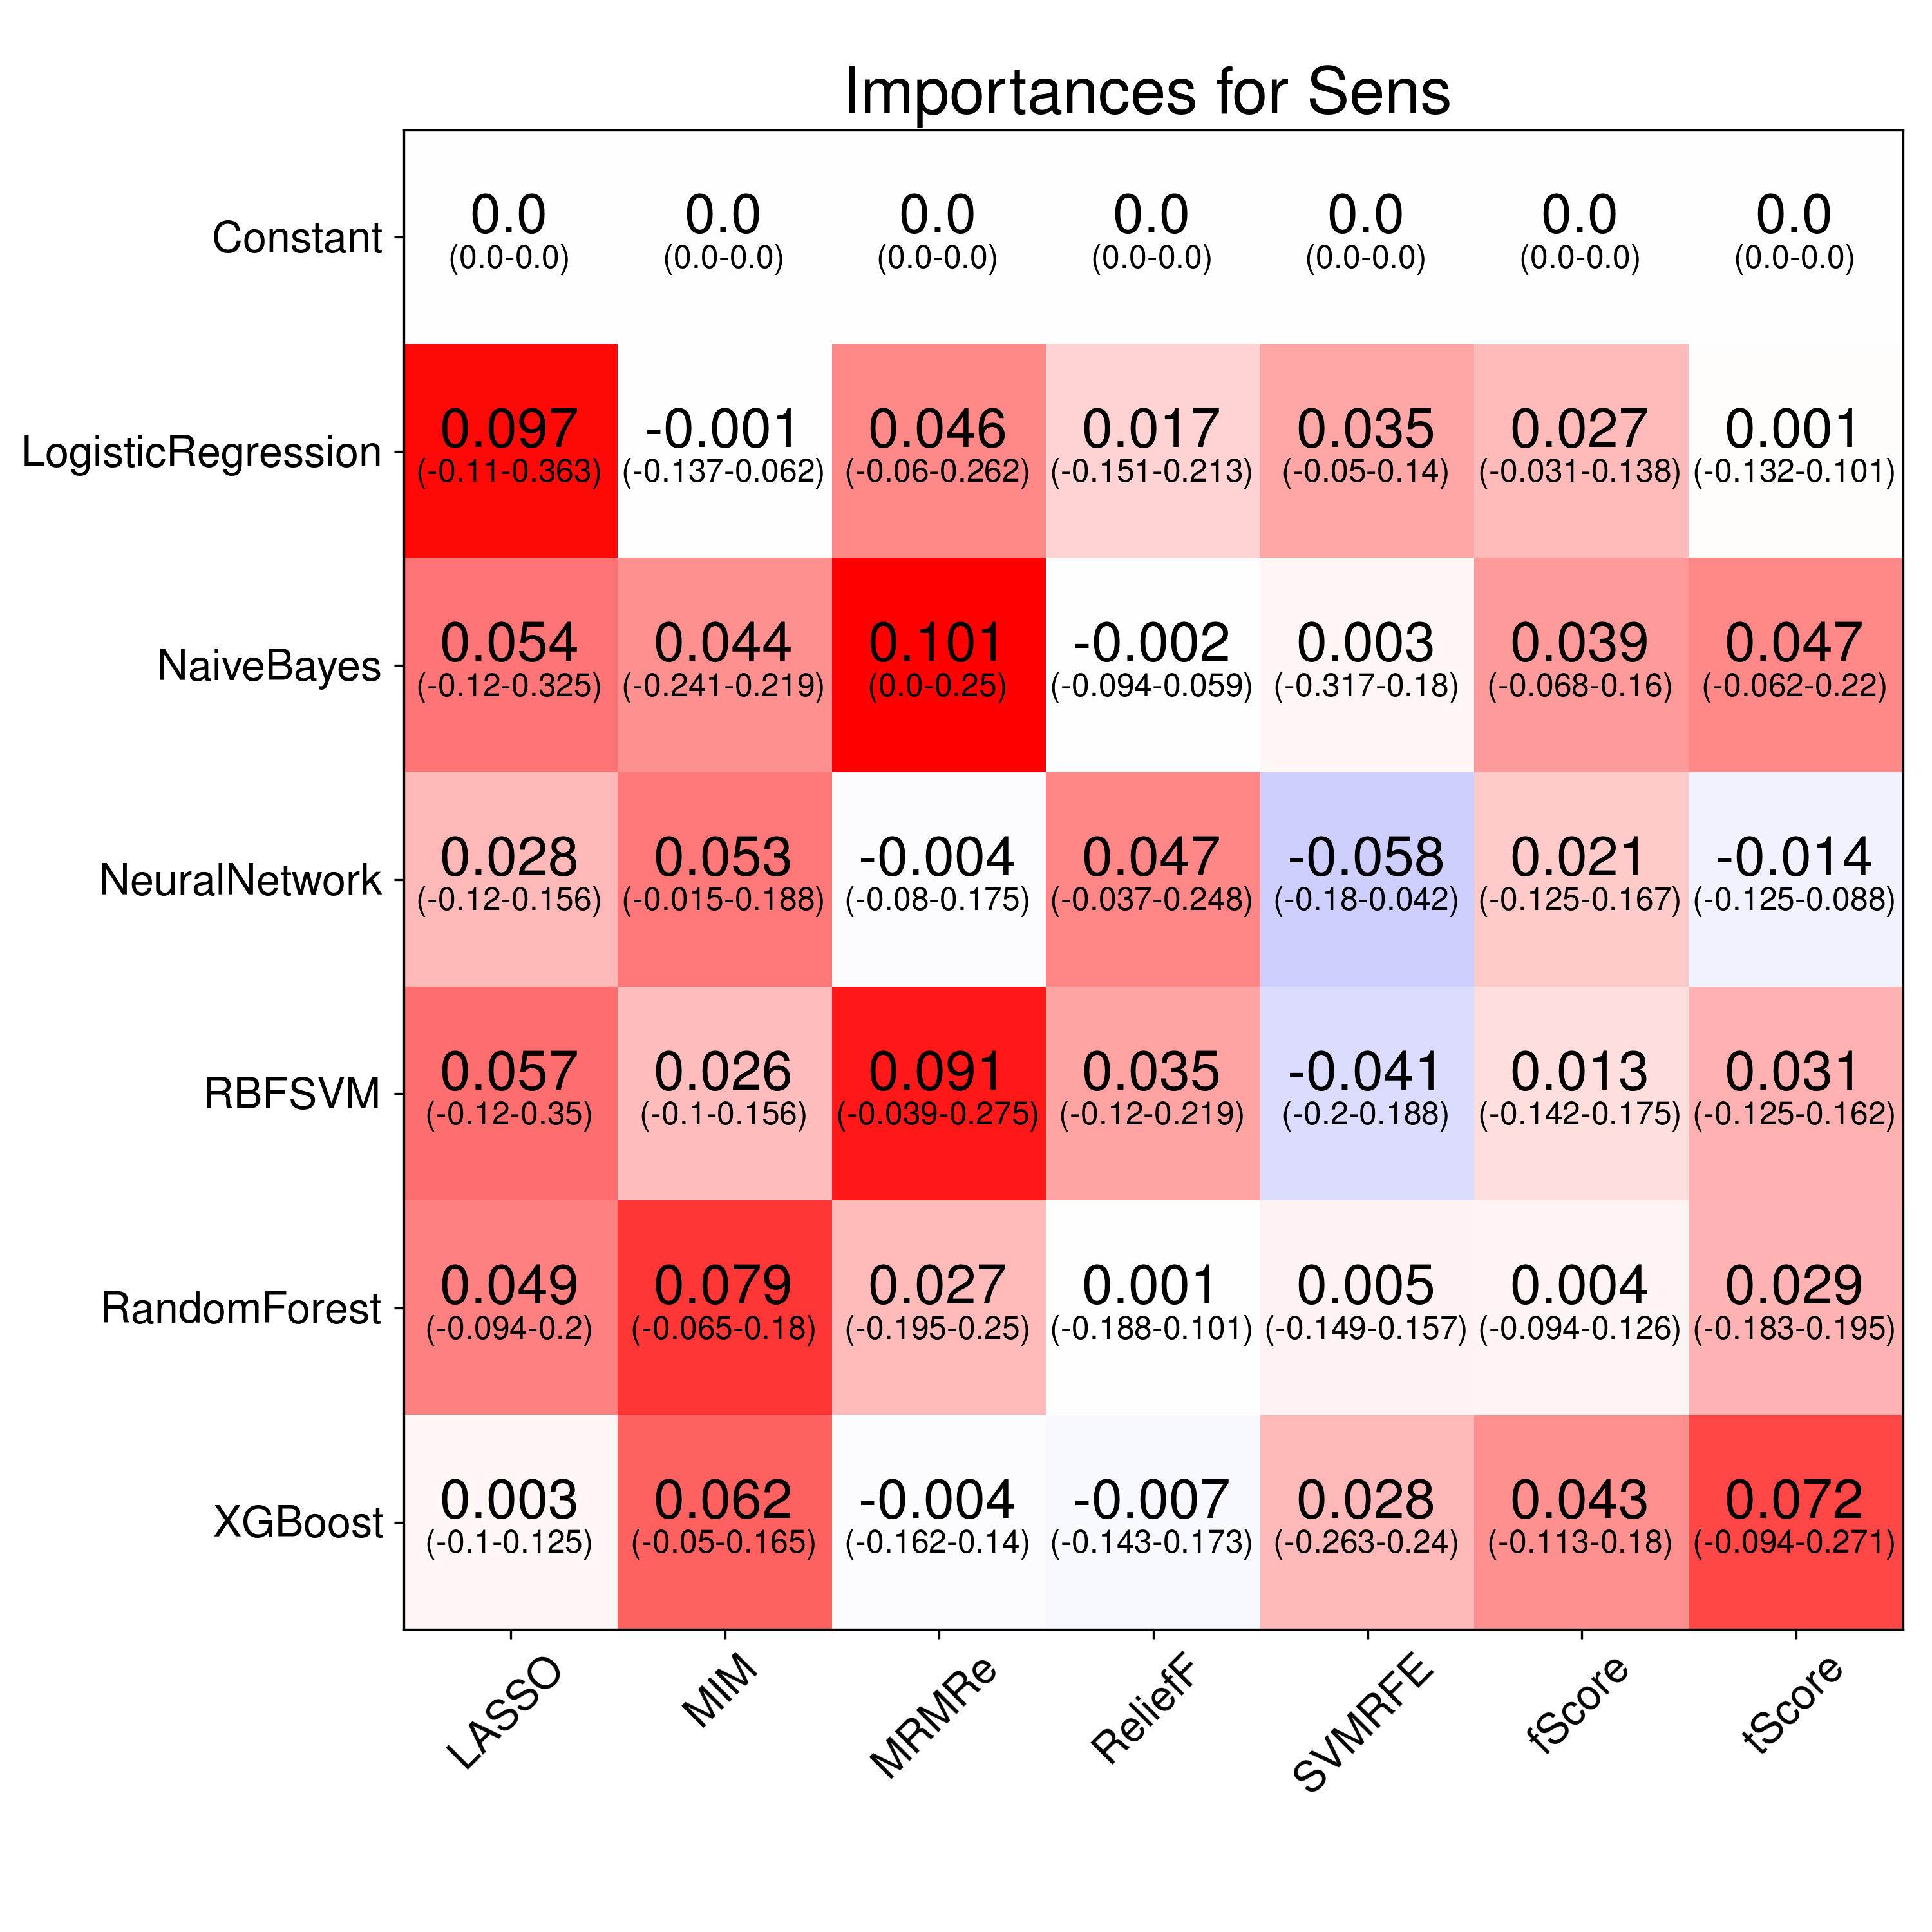 Importances for Sens
Constant
0.0 0.0 0.0 0.0 0.0 0.0 0.0
(0.0-0.0) (0.0-0.0) (0.0-0.0) (0.0-0.0) (0.0-0.0) (0.0-0.0) (0.0-0.0)
LogisticRegression
0.097 -0.001 0.046 0.017 0.035 0.027 0.001
(-0.11-0.363) (-0.137-0.062) (-0.06-0.262) (-0.151-0.213) (-0.05-0.14) (-0.031-0.138) (-0.132-0.101)
NaiveBayes
0.054 0.044 0.101 -0.002 0.003 0.039 0.047
(-0.12-0.325) (-0.241-0.219) (0.0-0.25) (-0.094-0.059) (-0.317-0.18) (-0.068-0.16) (-0.062-0.22)
NeuralNetwork
0.028 0.053 -0.004 0.047 -0.058 0.021 -0.014
(-0.12-0.156) (-0.015-0.188) (-0.08-0.175) (-0.037-0.248) (-0.18-0.042) (-0.125-0.167) (-0.125-0.088)
RBFSVM
0.057 0.026 0.091 0.035 -0.041 0.013 0.031
(-0.12-0.35) (-0.1-0.156) (-0.039-0.275) (-0.12-0.219) (-0.2-0.188) (-0.142-0.175) (-0.125-0.162)
RandomForest
0.049 0.079 0.027 0.001 0.005 0.004 0.029
(-0.094-0.2) (-0.065-0.18) (-0.195-0.25) (-0.188-0.101) (-0.149-0.157) (-0.094-0.126) (-0.183-0.195)
XGBoost
0.003 0.062 -0.004 -0.007 0.028 0.043 0.072
(-0.1-0.125) (-0.05-0.165) (-0.162-0.14) (-0.143-0.173) (-0.263-0.24) (-0.113-0.18) (-0.094-0.271)
LASSO MIM MRMRe ReliefF SVMRFE fScore tScore